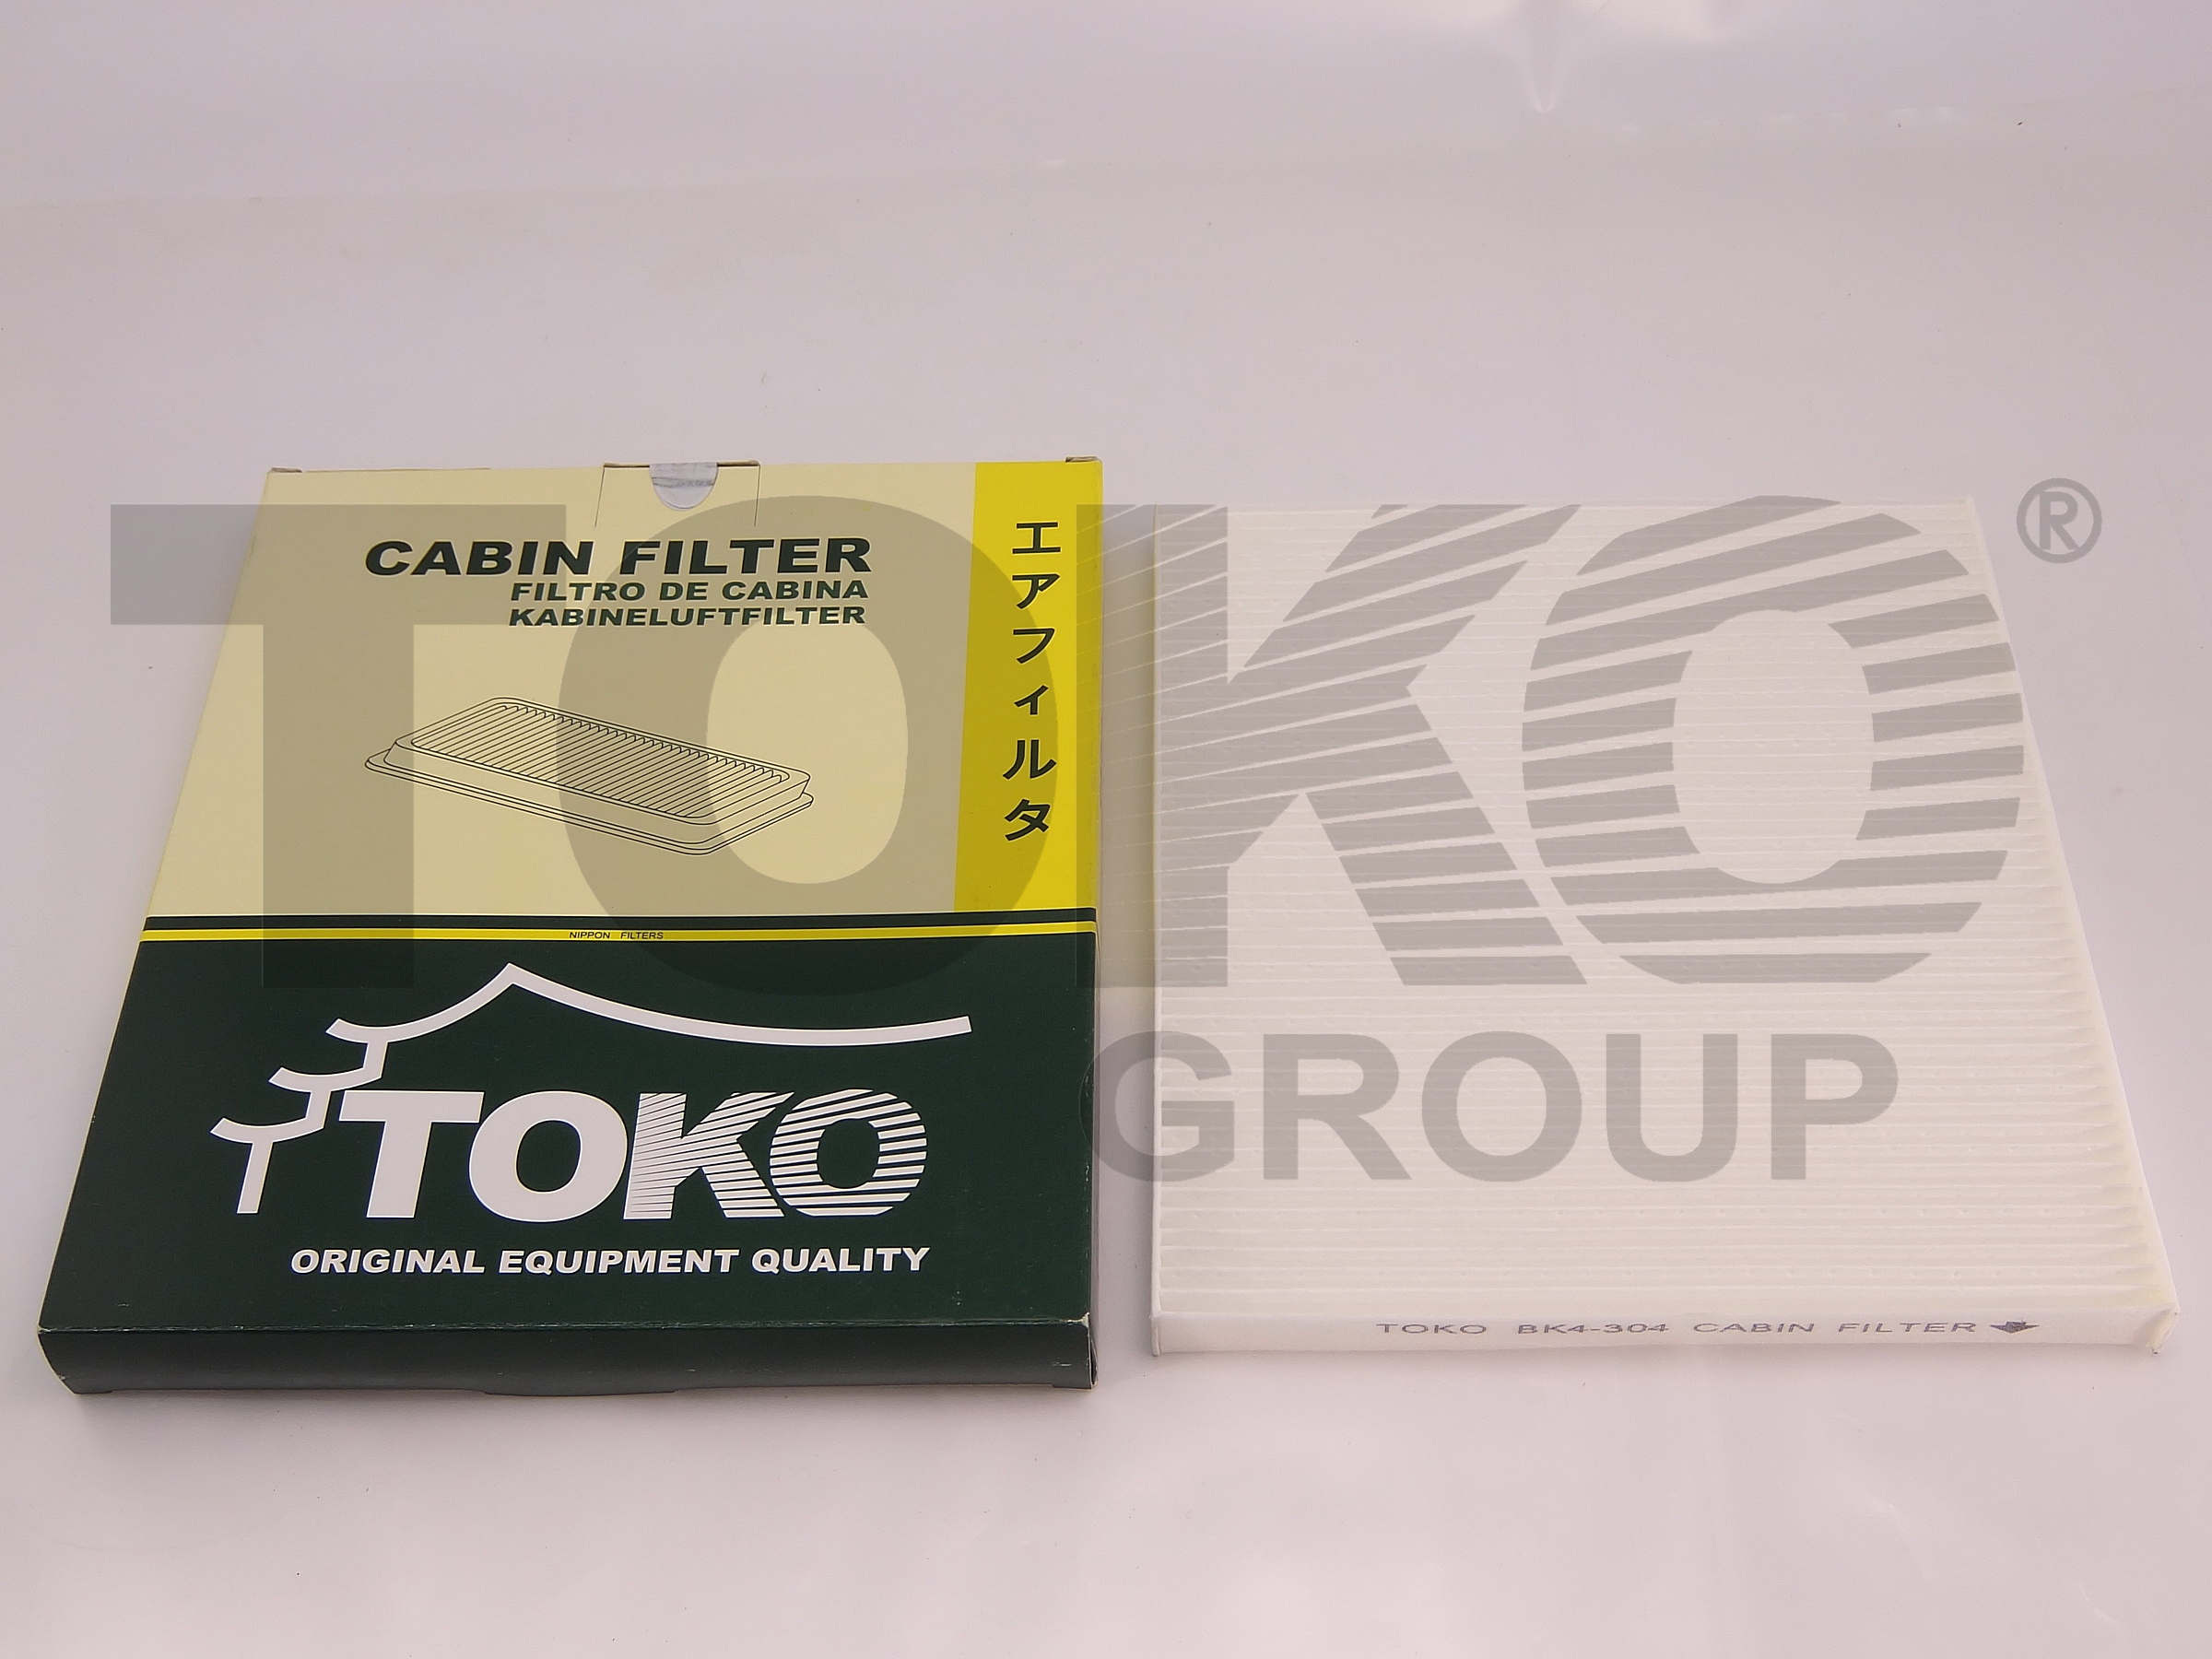 CABIN FILTER
FILTRO DE CABINA
KABINELUFTFILTER
エアフィルタ
NIPPON FILTERS
TOKO
ORIGINAL EQUIPMENT QUALITY
TOKO BK4-304 CABIN FILTER
TOKO ®
GROUP